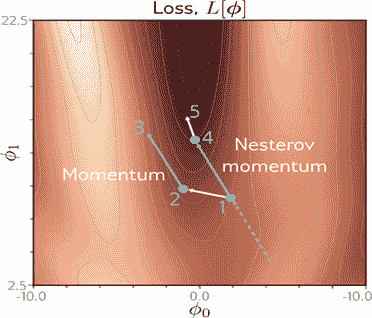 Loss, L[ϕ]
22.5
ϕ₁
2.5
5
3
4
Nesterov
momentum
Momentum
2
1
-10.0
0.0
-10.0
ϕ₀